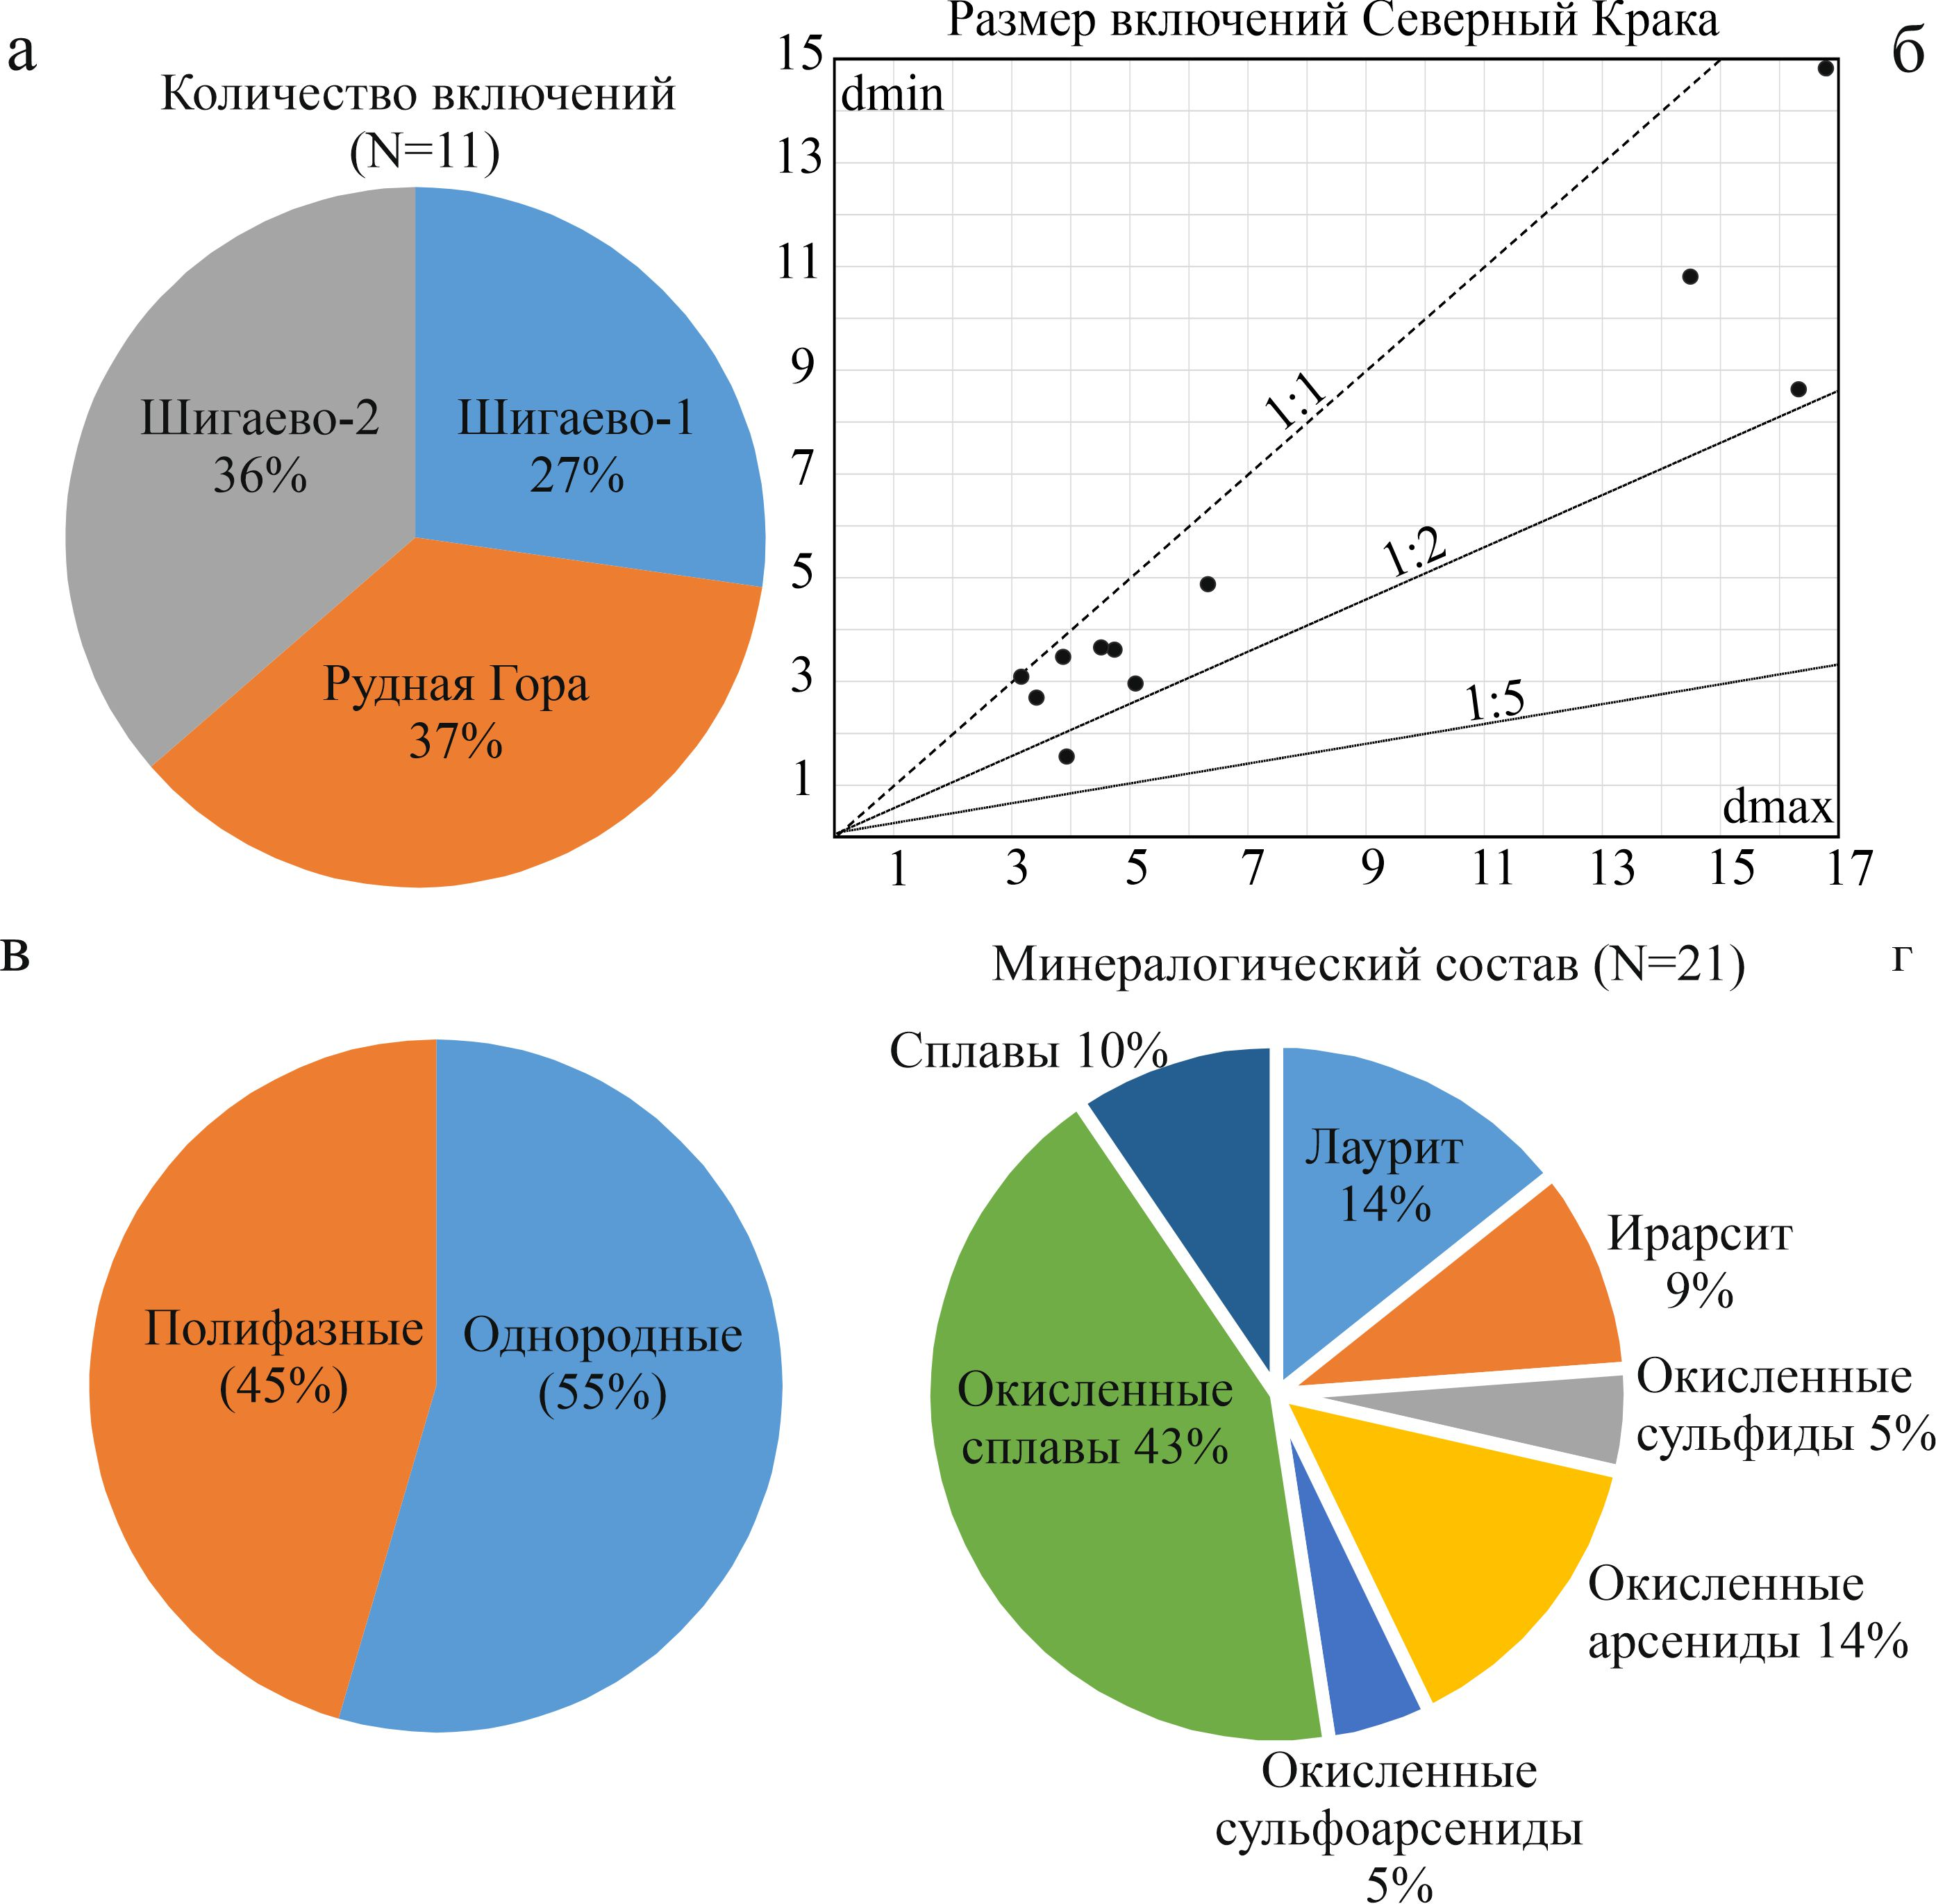 а
Количество включений
(N=11)
Шигаево-2
36%
Шигаево-1
27%
Рудная Гора
37%
Размер включений Северный Крака
б
dmin
15
13
11
9
7
5
3
1
1:1
1:2
1:5
dmax
1 3 5 7 9 11 13 15 17
в
Полифазные
(45%)
Однородные
(55%)
Минералогический состав (N=21)
г
Сплавы 10%
Лаурит
14%
Ирарсит
9%
Окисленные
сульфиды 5%
Окисленные
сплавы 43%
Окисленные
арсениды 14%
Окисленные
сульфоарсениды
5%